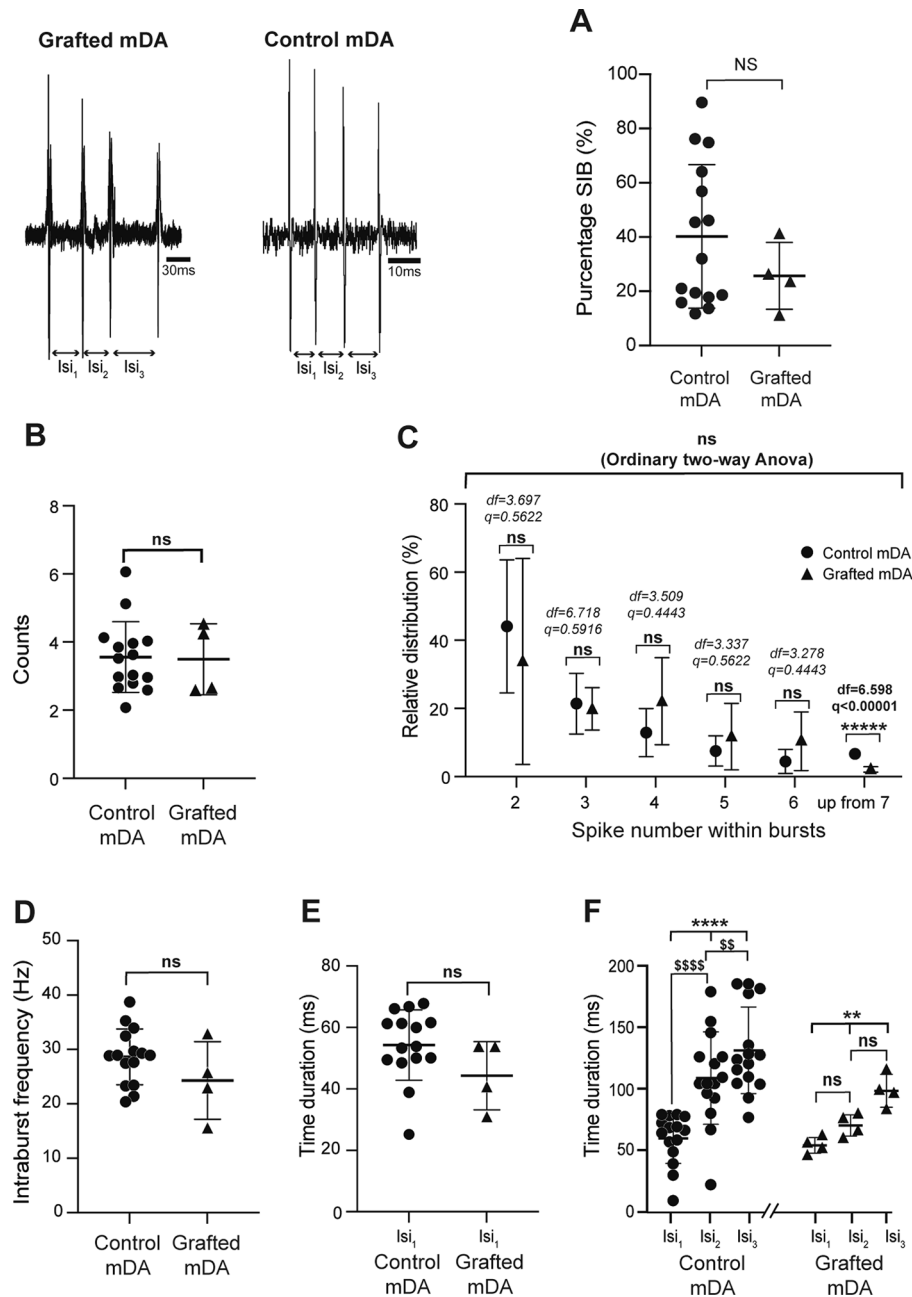 Grafted mDA
Control mDA
30ms
10ms
Isi1 Isi2 Isi3
Isi1 Isi2 Isi3
A
NS
Purcentage SIB (%)
100
80
60
40
20
0
Control mDA
Grafted mDA
B
ns
Counts
8
6
4
2
0
Control mDA
Grafted mDA
C
ns
(Ordinary two-way Anova)
Relative distribution (%)
80
60
40
20
0
df=3.697
q=0.5622
ns
df=6.718
q=0.5916
ns
df=3.509
q=0.4443
ns
df=3.337
q=0.5622
ns
df=3.278
q=0.4443
ns
df=6.598
q<0.00001
*****
Control mDA
Grafted mDA
2 3 4 5 6 up from 7
Spike number within bursts
D
ns
Intraburst frequency (Hz)
50
40
30
20
10
0
Control mDA
Grafted mDA
E
ns
Time duration (ms)
80
60
40
20
0
Isi1
Control mDA
Isi1
Grafted mDA
F
****
$$
$$$$
**
ns
ns
Time duration (ms)
200
150
100
50
0
Isi1 Isi2 Isi3
Control mDA
Isi1 Isi2 Isi3
Grafted mDA